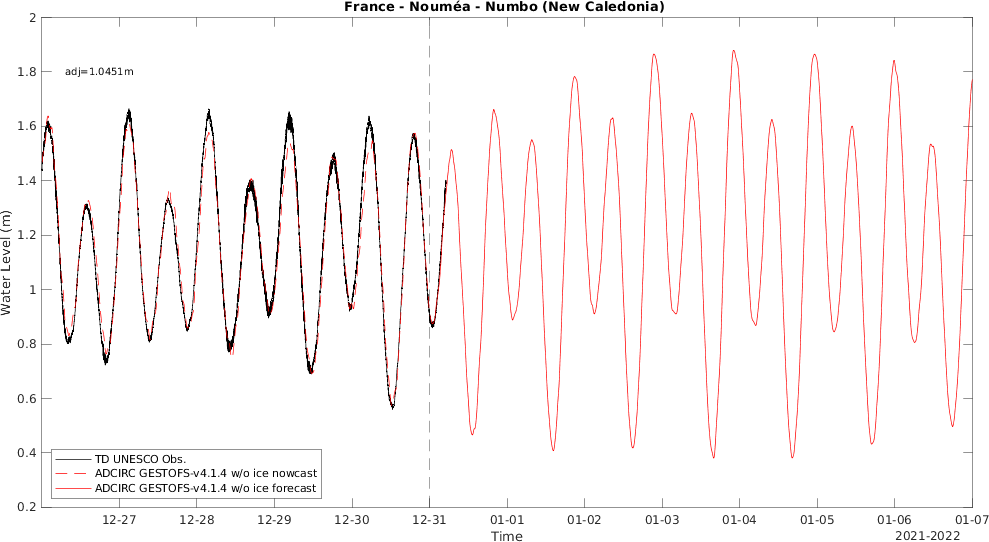 France - Nouméa - Numbo (New Caledonia)
2
1.8
1.6
1.4
1.2
1
0.8
0.6
0.4
0.2
Water Level (m)
adj=1.0451m
TD UNESCO Obs.
ADCIRC GESTOFS-v4.1.4 w/o ice nowcast
ADCIRC GESTOFS-v4.1.4 w/o ice forecast
12-27 12-28 12-29 12-30 12-31 01-01 01-02 01-03 01-04 01-05 01-06 01-07
Time
2021-2022